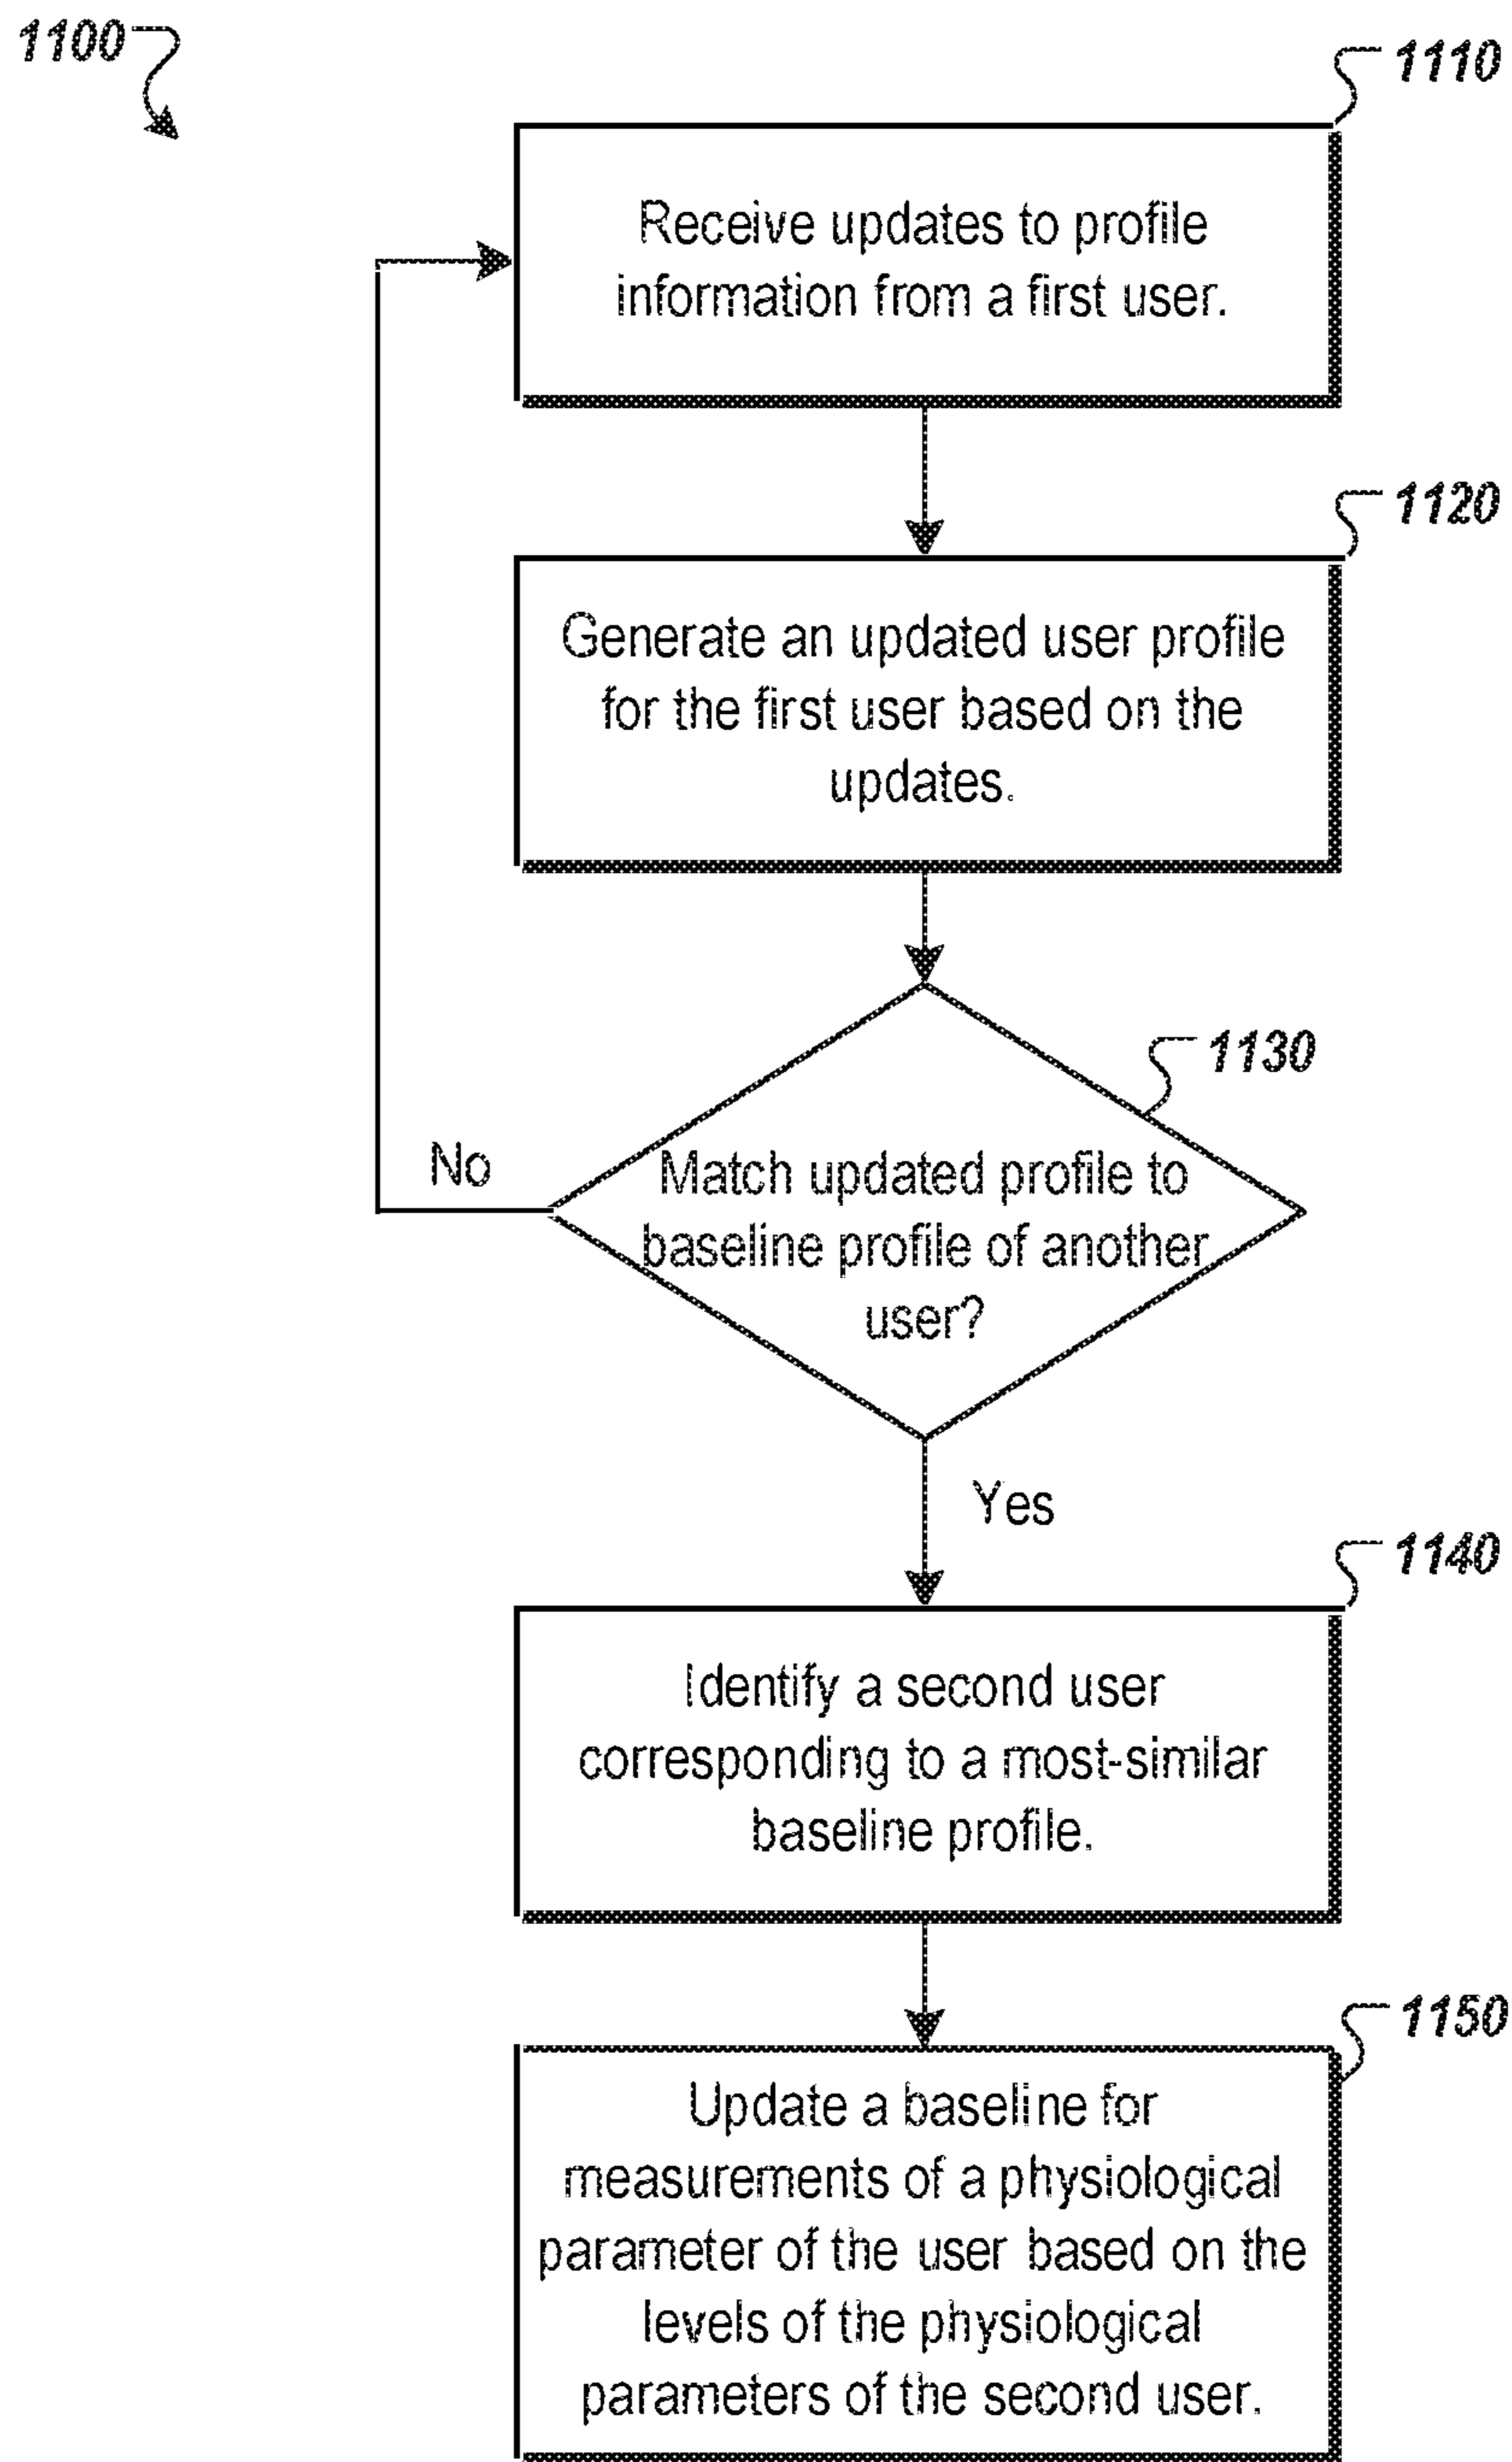 1100
1110
Receive updates to profile
information from a first user.
1120
Generate an updated user profile
for the first user based on the
updates.
1130
Match updated profile to
baseline profile of another
user?
No
Yes
1140
Identify a second user
corresponding to a most-similar
baseline profile.
1150
Update a baseline for
measurements of a physiological
parameter of the user based on the
levels of the physiological
parameters of the second user.